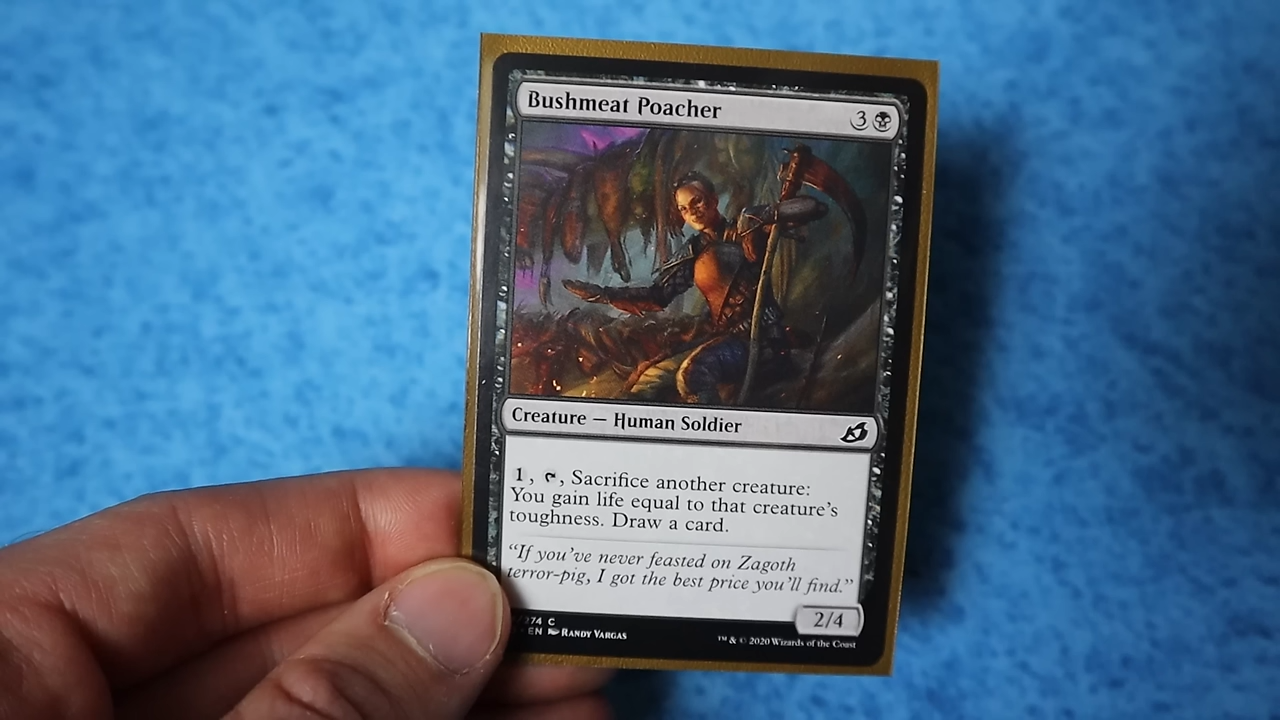 Bushmeat Poacher
3
Creature — Human Soldier
1, , Sacrifice another creature:
You gain life equal to that creature's
toughness. Draw a card.
“If you’ve never feasted on Zagoth
terror-pig, I got the best price you’ll find.”
2/4
/274 C
• EN Randy Vargas
™ & © 2020 Wizards of the Coast